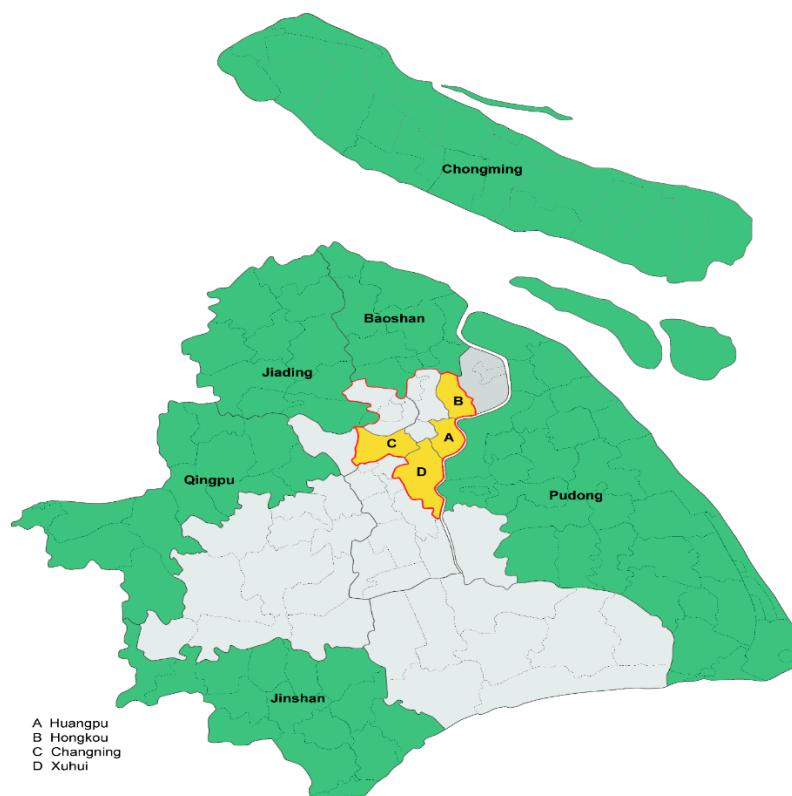 Chongming
Baoshan
Jiading
B
A
C
D
Qingpu
Pudong
Jinshan
A Huangpu
B Hongkou
C Changning
D Xuhui